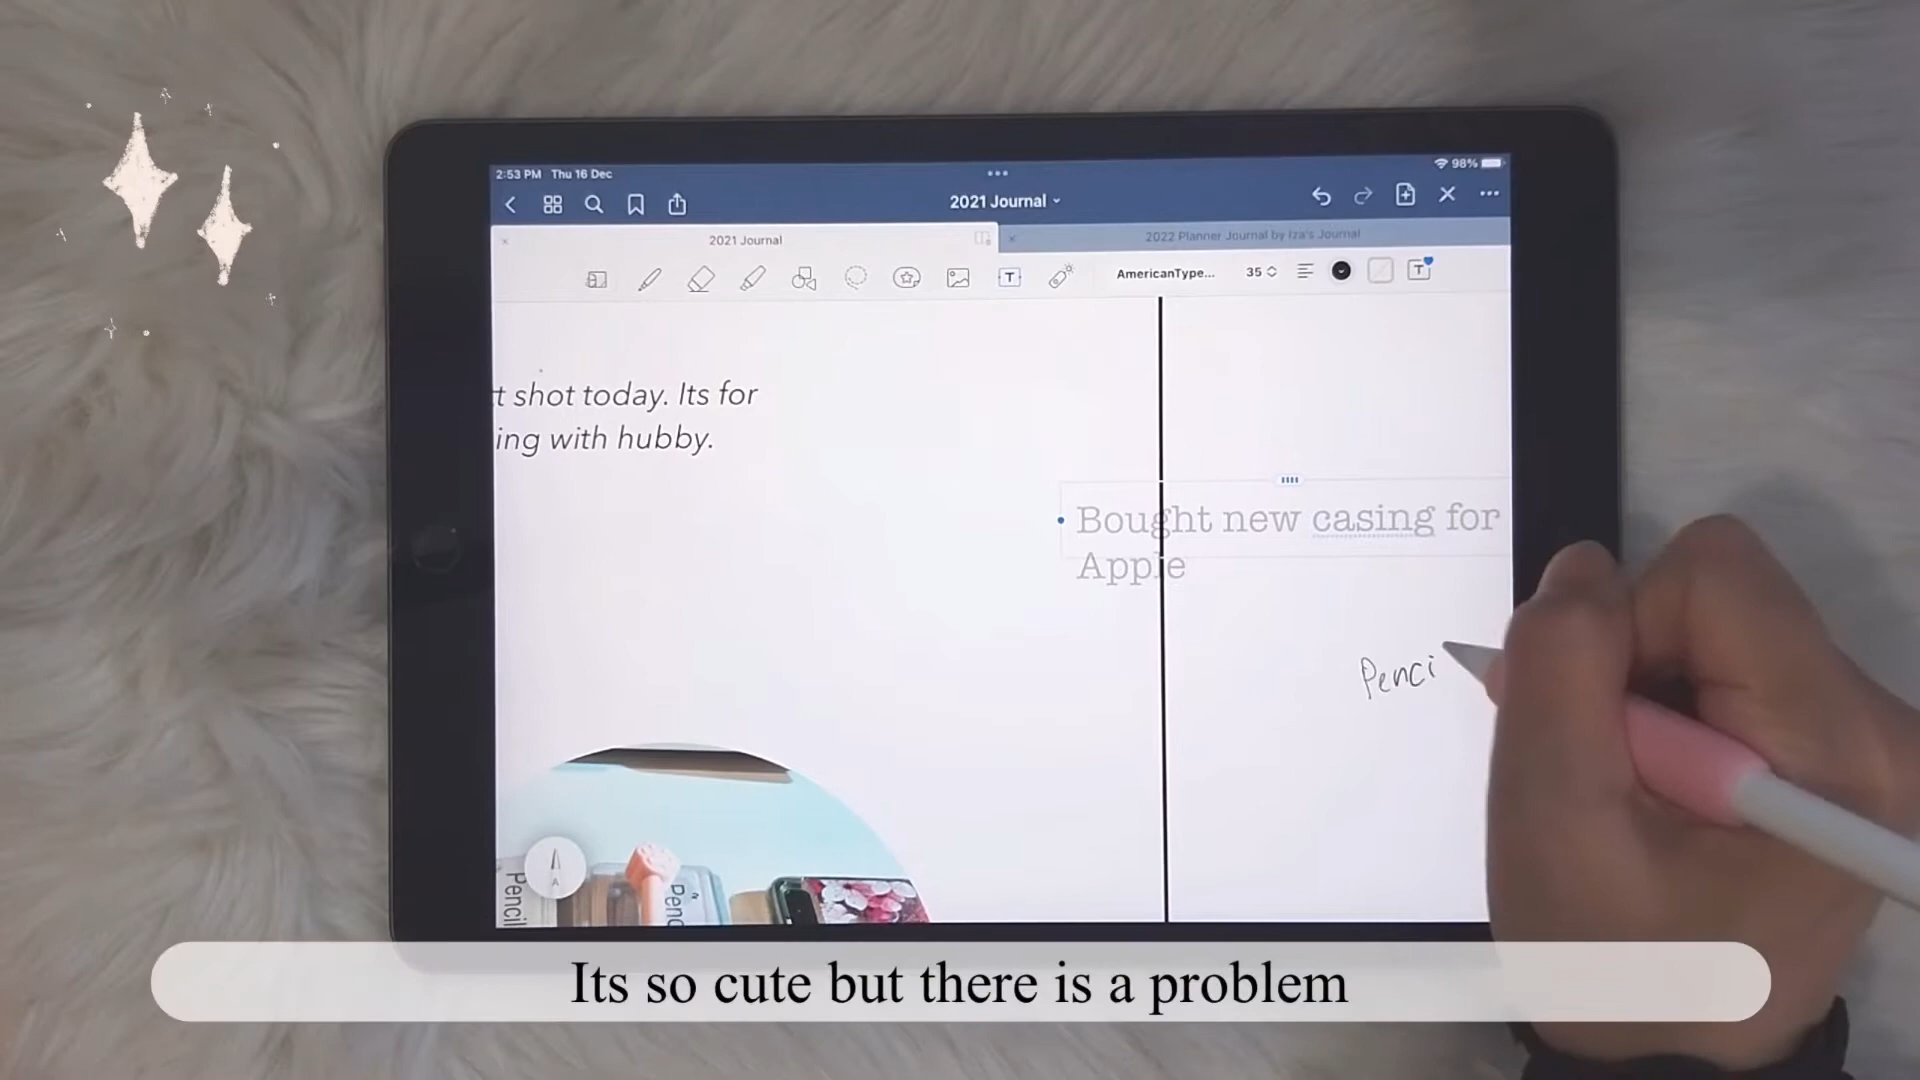 2:53 PM Thu 16 Dec
98%
2021 Journal
2021 Journal
2022 Planner Journal by Iza's Journal
T
AmericanType...
35
T
t shot today. Its for
ing with hubby.
Bought new casing for
Apple
Penci
A
Pencil
Penc
Its so cute but there is a problem